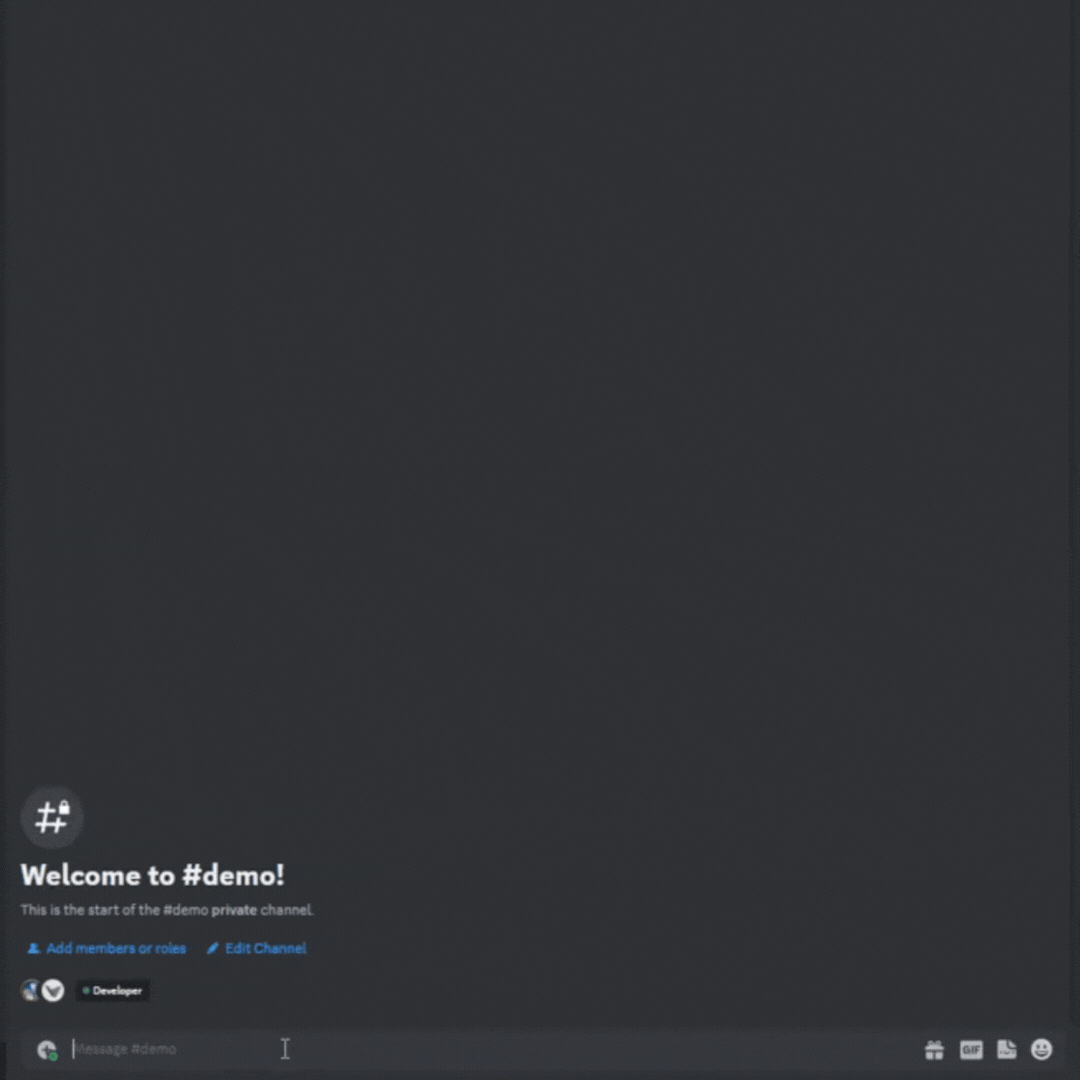 Welcome to #demo!
This is the start of the #demo private channel.
Add members or roles Edit Channel
Developer
Message #demo GIF